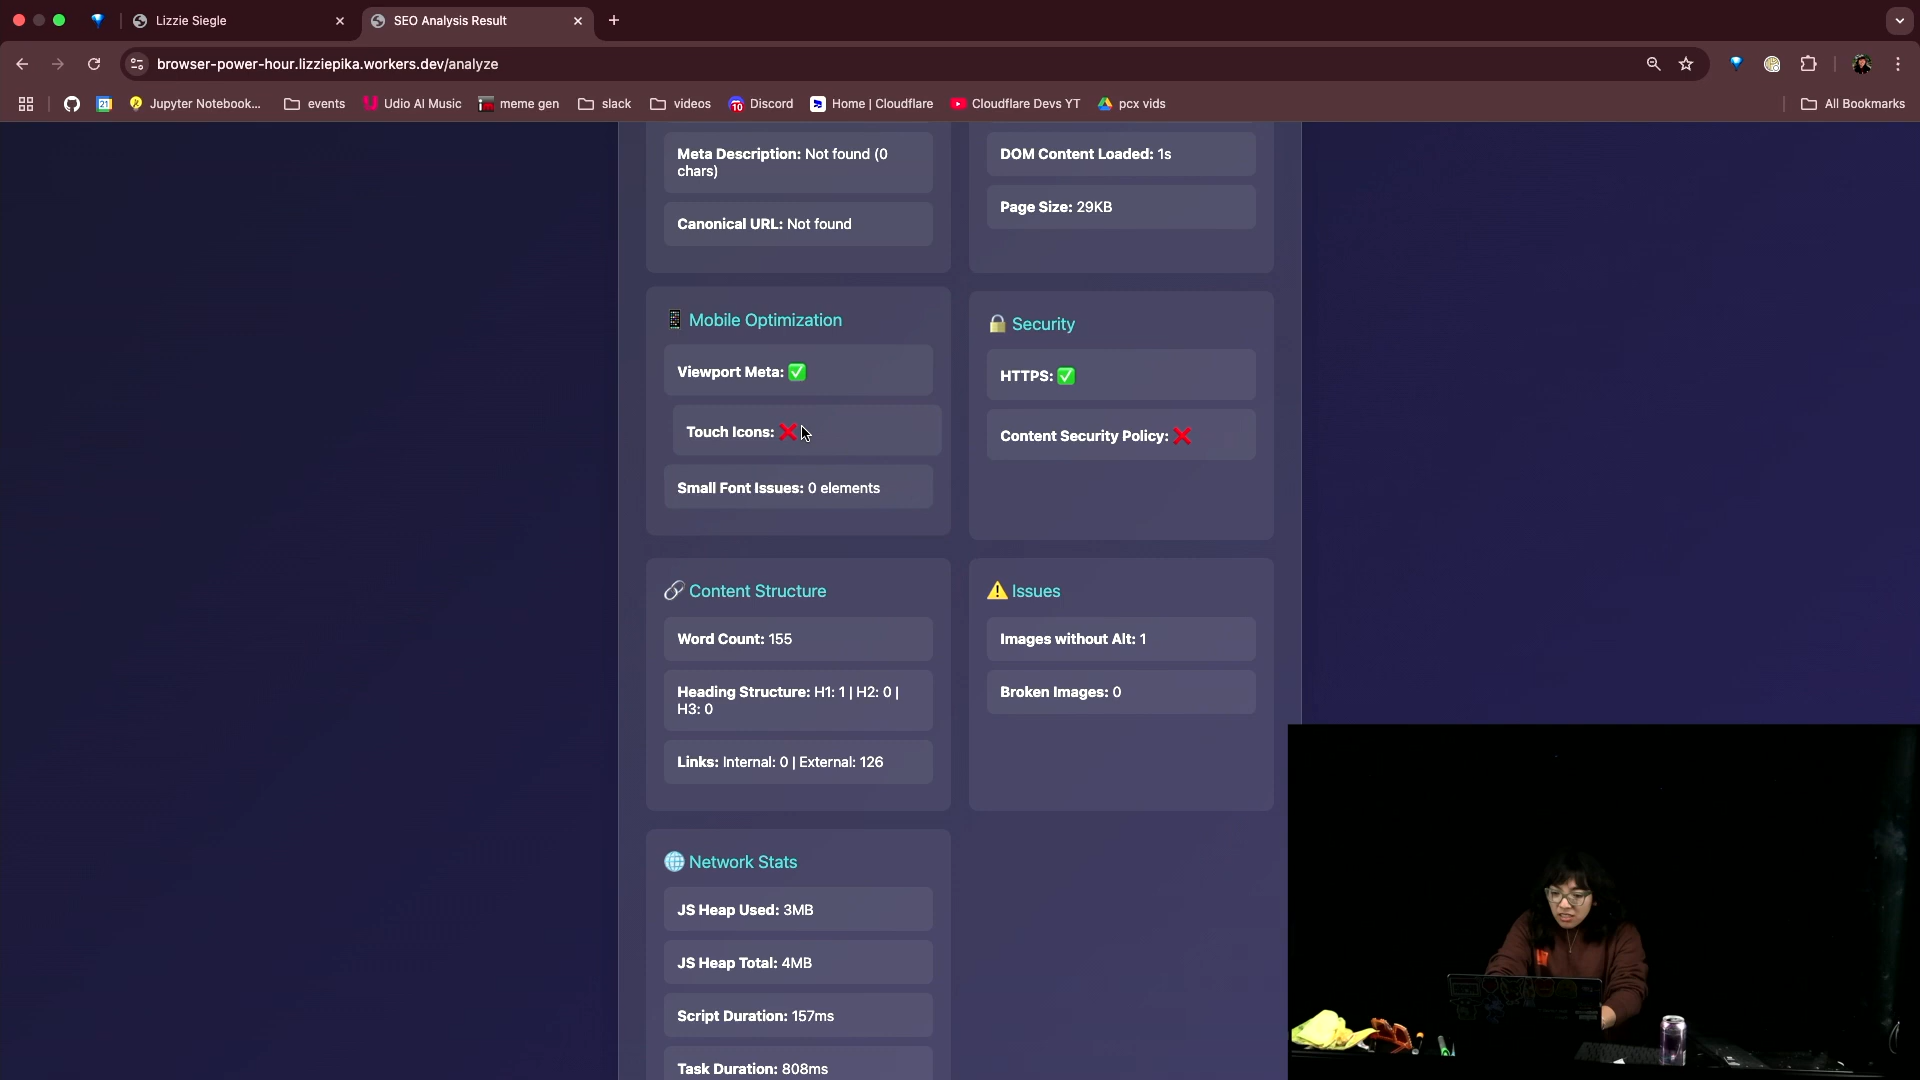 Lizzie Siegle
SEO Analysis Result
browser-power-hour.lizziepika.workers.dev/analyze
21
Jupyter Notebook...
events
Udio AI Music
meme gen
slack
videos
10
Discord
Home | Cloudflare
Cloudflare Devs YT
pcx vids
All Bookmarks
Meta Description: Not found (0
chars)
Canonical URL: Not found
DOM Content Loaded: 1s
Page Size: 29KB
Mobile Optimization
Viewport Meta: ✅
Touch Icons: ❌
Small Font Issues: 0 elements
Security
HTTPS: ✅
Content Security Policy: ❌
Content Structure
Word Count: 155
Heading Structure: H1: 1 | H2: 0 |
H3: 0
Links: Internal: 0 | External: 126
Issues
Images without Alt: 1
Broken Images: 0
Network Stats
JS Heap Used: 3MB
JS Heap Total: 4MB
Script Duration: 157ms
Task Duration: 808ms